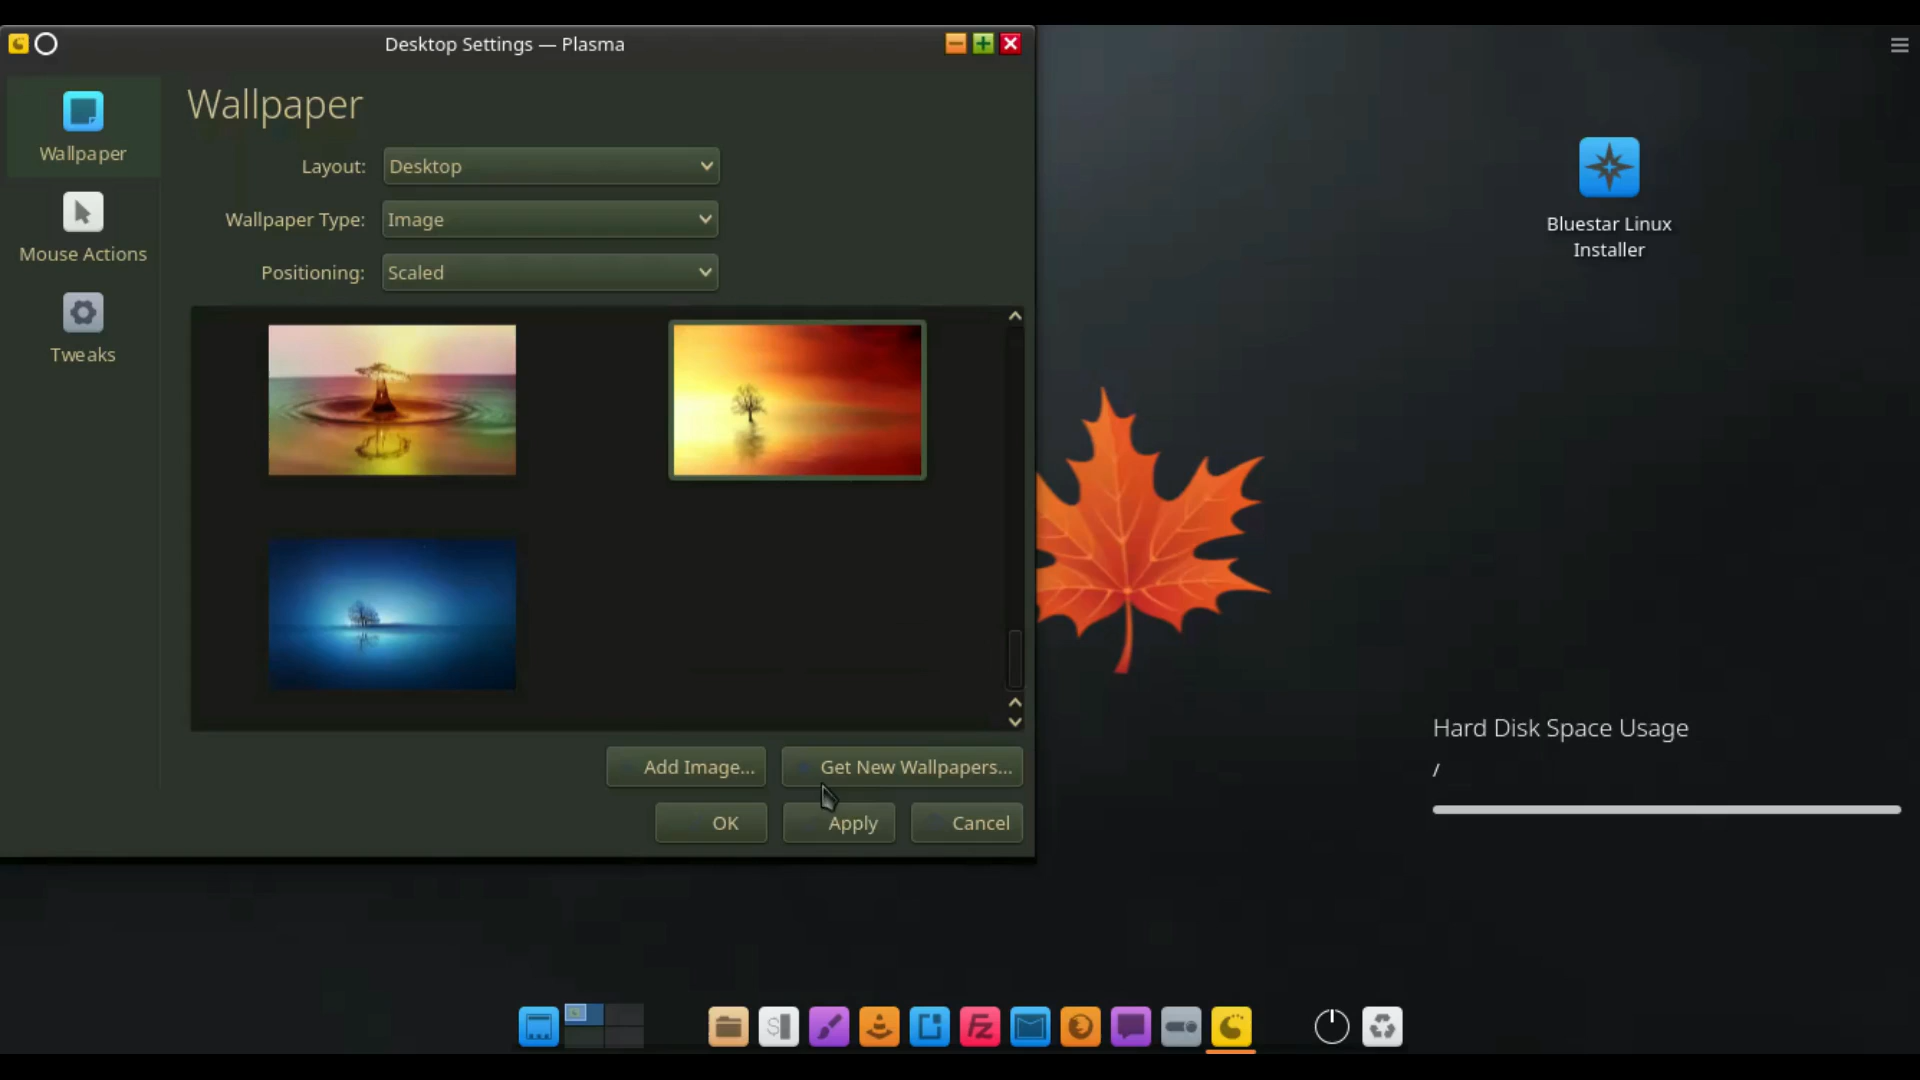 Desktop Settings — Plasma
Wallpaper
Wallpaper
Layout:
Desktop
Wallpaper Type:
Image
Positioning:
Scaled
Mouse Actions
Tweaks
Add Image...
Get New Wallpapers...
OK
Apply
Cancel
Bluestar Linux
Installer
Hard Disk Space Usage
/
S
Fz